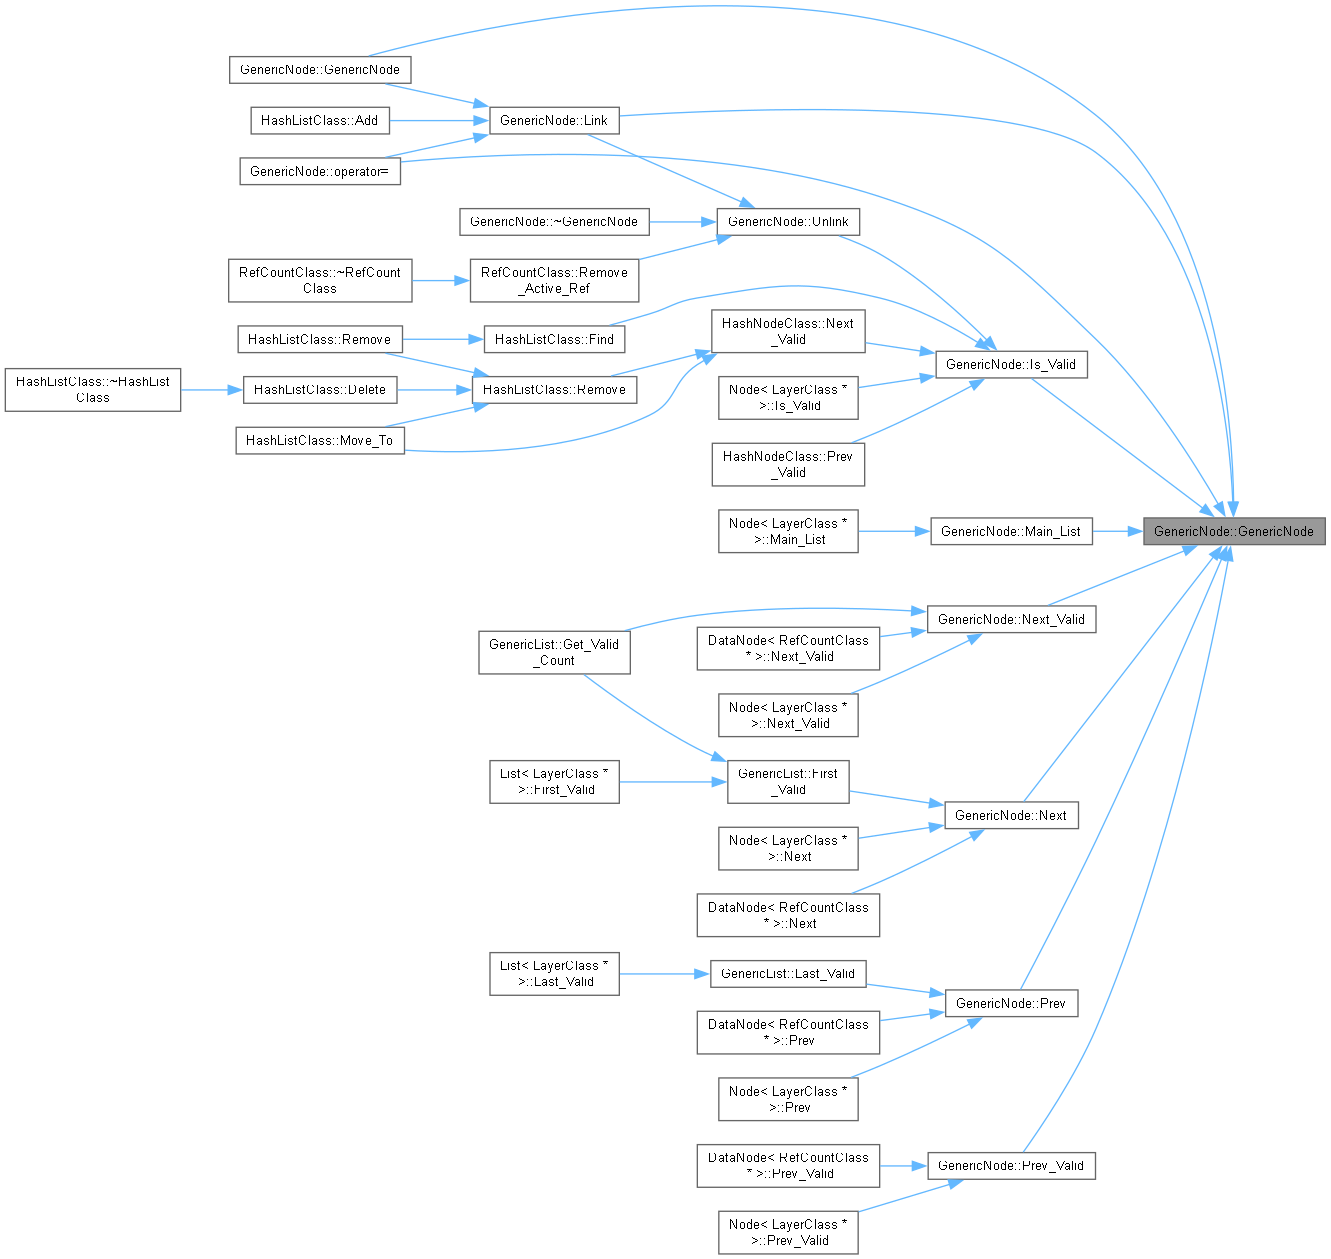 GenericNode::GenericNode
HashListClass::Add
GenericNode::Link
GenericNode::operator=
GenericNode::~GenericNode
GenericNode::Unlink
RefCountClass::~RefCount
Class
RefCountClass::Remove
_Active_Ref
HashListClass::Remove
HashListClass::Find
HashNodeClass::Next
_Valid
GenericNode::Is_Valid
HashListClass::~HashList
Class
HashListClass::Delete
HashListClass::Remove
Node< LayerClass *
>::Is_Valid
HashListClass::Move_To
HashNodeClass::Prev
_Valid
Node< LayerClass *
>::Main_List
GenericNode::Main_List
GenericNode::GenericNode
GenericList::Get_Valid
_Count
DataNode< RefCountClass
* >::Next_Valid
GenericNode::Next_Valid
Node< LayerClass *
>::Next_Valid
List< LayerClass *
>::First_Valid
GenericList::First
_Valid
GenericNode::Next
Node< LayerClass *
>::Next
DataNode< RefCountClass
* >::Next
List< LayerClass *
>::Last_Valid
GenericList::Last_Valid
GenericNode::Prev
DataNode< RefCountClass
* >::Prev
Node< LayerClass *
>::Prev
DataNode< RefCountClass
* >::Prev_Valid
GenericNode::Prev_Valid
Node< LayerClass *
>::Prev_Valid